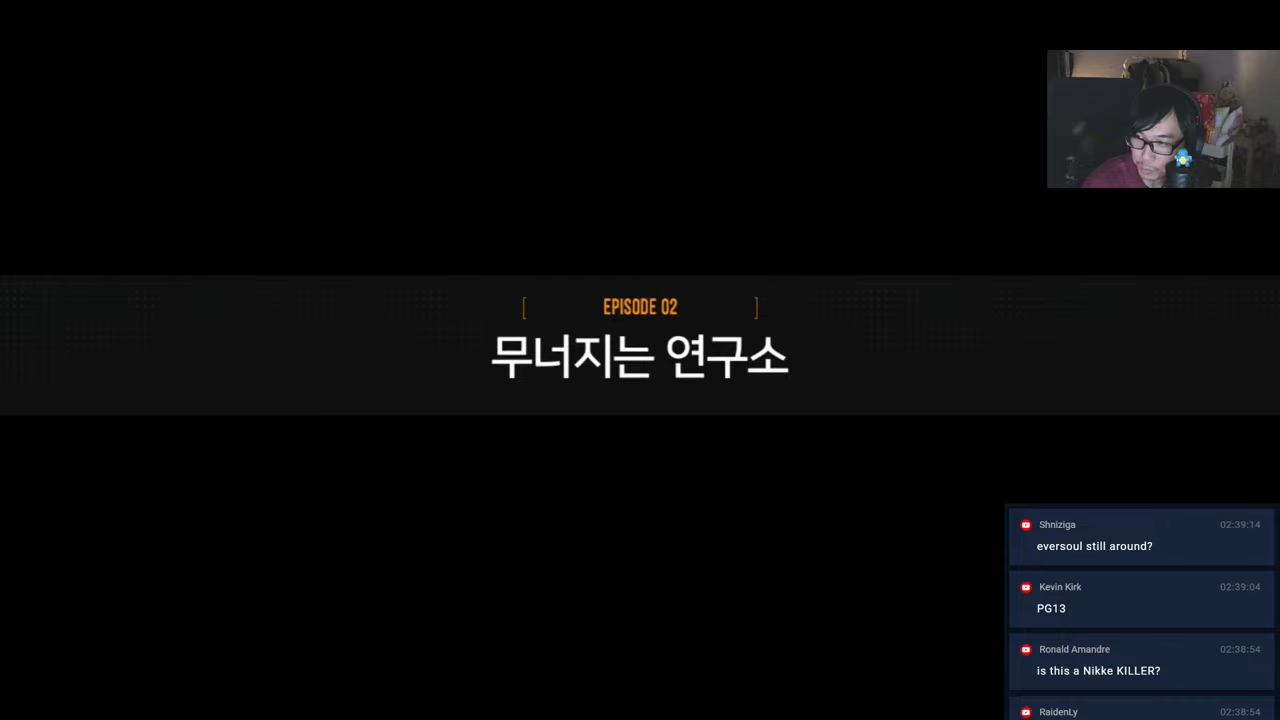 EPISODE 02
무너지는 연구소
Shniziga 02:39:14
eversoul still around?
Kevin Kirk 02:39:04
PG13
Ronald Amandre 02:38:54
is this a Nikke KILLER?
RaidenLy 02:38:54